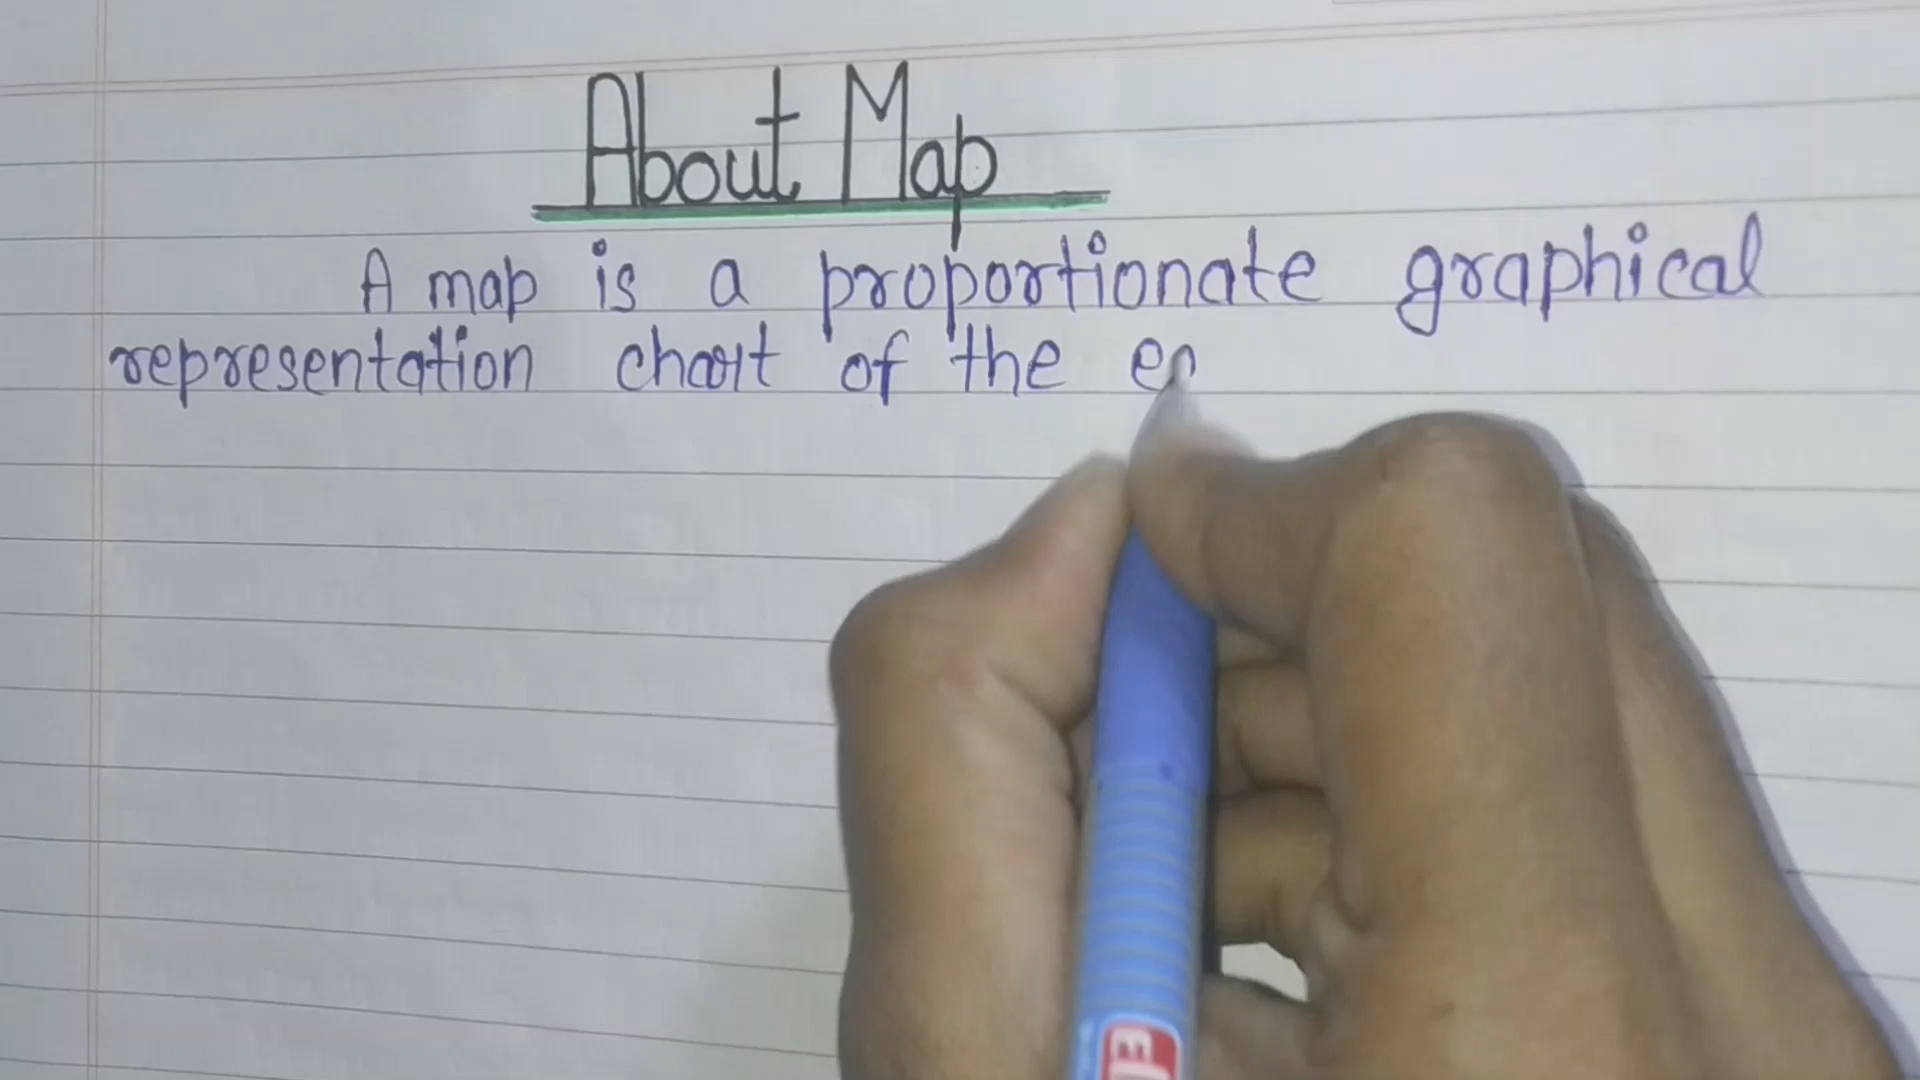 About Map
A map is a proportionate graphical
representation chart of the